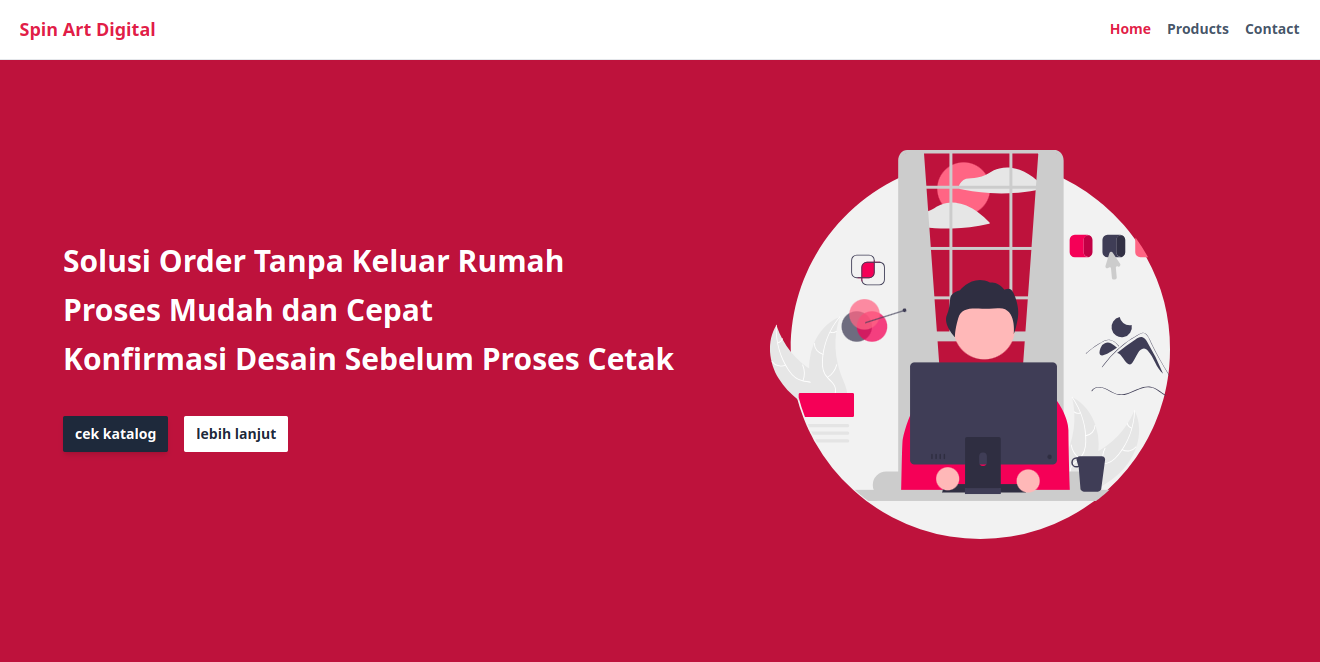 Spin Art Digital
Home Products Contact
Solusi Order Tanpa Keluar Rumah
Proses Mudah dan Cepat
Konfirmasi Desain Sebelum Proses Cetak
cek katalog lebih lanjut